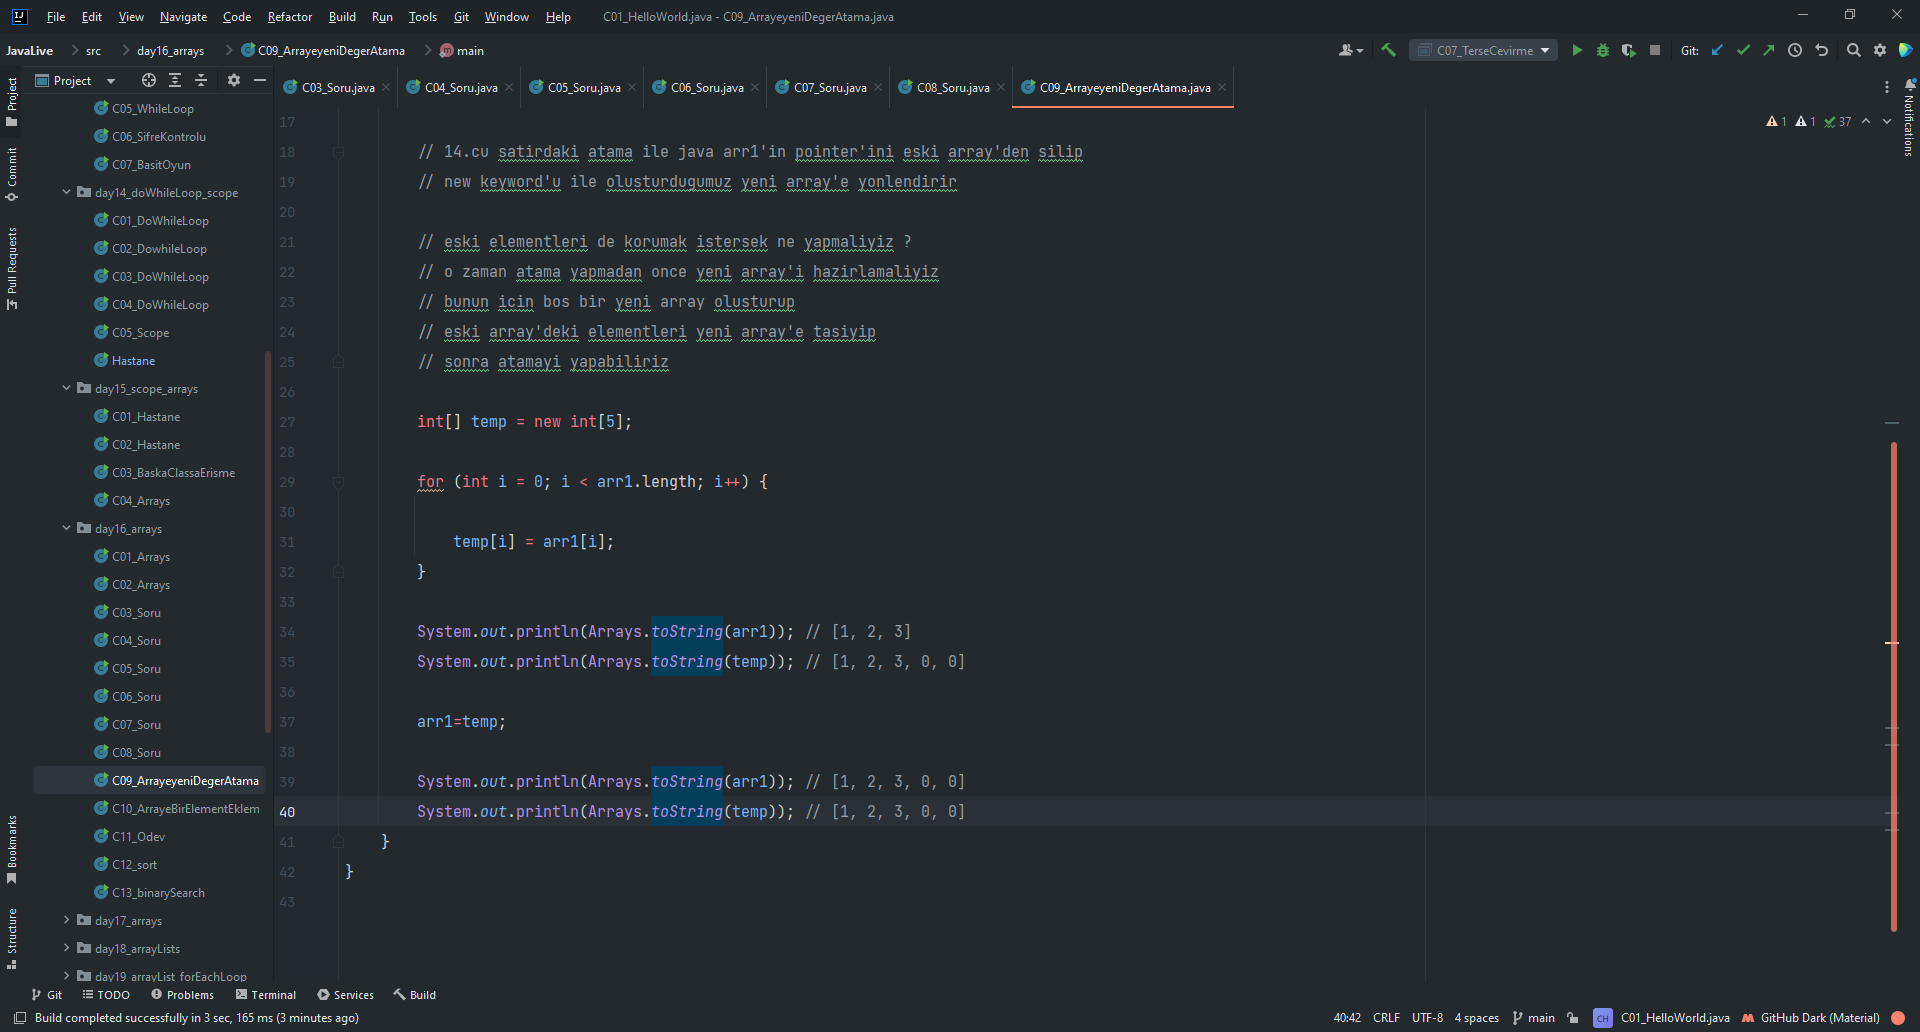 File Edit View Navigate Code Refactor Build Run Tools Git Window Help C01_HelloWorld.java - C09_ArrayeyeniDegerAtama.java
JavaLive src day16_arrays C09_ArrayeyeniDegerAtama m main C07_TerseCevirme Git:
Project
C03_Soru.java C04_Soru.java C05_Soru.java C06_Soru.java C07_Soru.java C08_Soru.java C09_ArrayeyeniDegerAtama.java
Project
Commit
Pull Requests
Bookmarks
Structure
C05_WhileLoop
C06_SifreKontrolu
C07_BasitOyun
day14_doWhileLoop_scope
C01_DoWhileLoop
C02_DowhileLoop
C03_DoWhileLoop
C04_DoWhileLoop
C05_Scope
Hastane
day15_scope_arrays
C01_Hastane
C02_Hastane
C03_BaskaClassaErisme
C04_Arrays
day16_arrays
C01_Arrays
C02_Arrays
C03_Soru
C04_Soru
C05_Soru
C06_Soru
C07_Soru
C08_Soru
C09_ArrayeyeniDegerAtama
C10_ArrayeBirElementEklem
C11_Odev
C12_sort
C13_binarySearch
day17_arrays
day18_arrayLists
day19_arrayList_forEachLoop
17
18 // 14.cu satirdaki atama ile java arr1'in pointer'ini eski array'den silip
19 // new keyword'u ile olusturdugumuz yeni array'e yonlendirir
20
21 // eski elementleri de korumak istersek ne yapmaliyiz ?
22 // o zaman atama yapmadan once yeni array'i hazirlamaliyiz
23 // bunun icin bos bir yeni array olusturup
24 // eski array'deki elementleri yeni array'e tasiyip
25 // sonra atamayi yapabiliriz
26
27 int[] temp = new int[5];
28
29 for (int i = 0; i < arr1.length; i++) {
30
31 temp[i] = arr1[i];
32 }
33
34 System.out.println(Arrays.toString(arr1)); // [1, 2, 3]
35 System.out.println(Arrays.toString(temp)); // [1, 2, 3, 0, 0]
36
37 arr1=temp;
38
39 System.out.println(Arrays.toString(arr1)); // [1, 2, 3, 0, 0]
40 System.out.println(Arrays.toString(temp)); // [1, 2, 3, 0, 0]
41 }
42 }
43
1 1 37
Notifications
Git TODO Problems Terminal Services Build
Build completed successfully in 3 sec, 165 ms (3 minutes ago) 40:42 CRLF UTF-8 4 spaces main CH C01_HelloWorld.java GitHub Dark (Material)